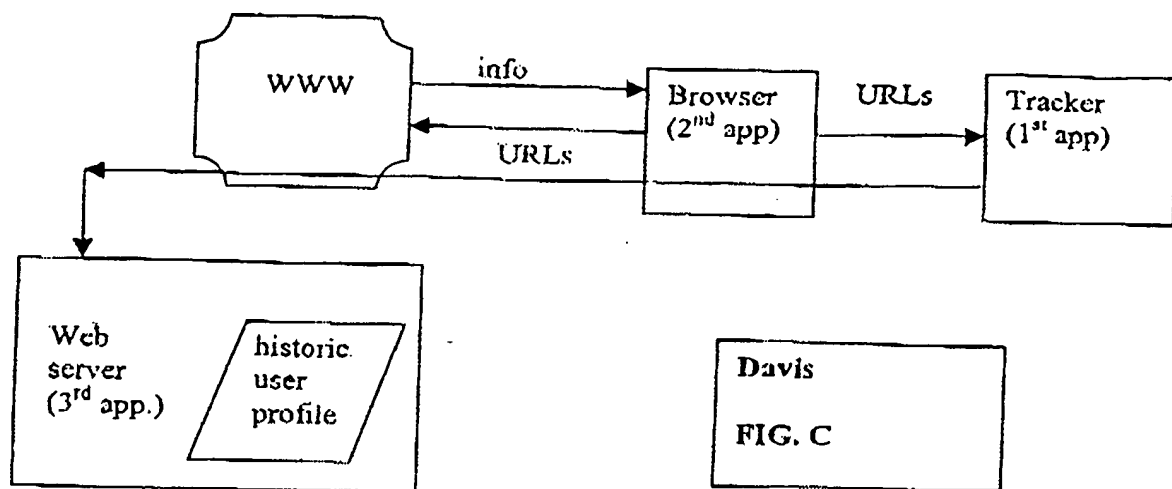 WWW
info
Browser
(2nd app)
URLs
Tracker
(1st app)
URLs
Web
server
(3rd app.)
historic
user
profile
Davis
FIG. C